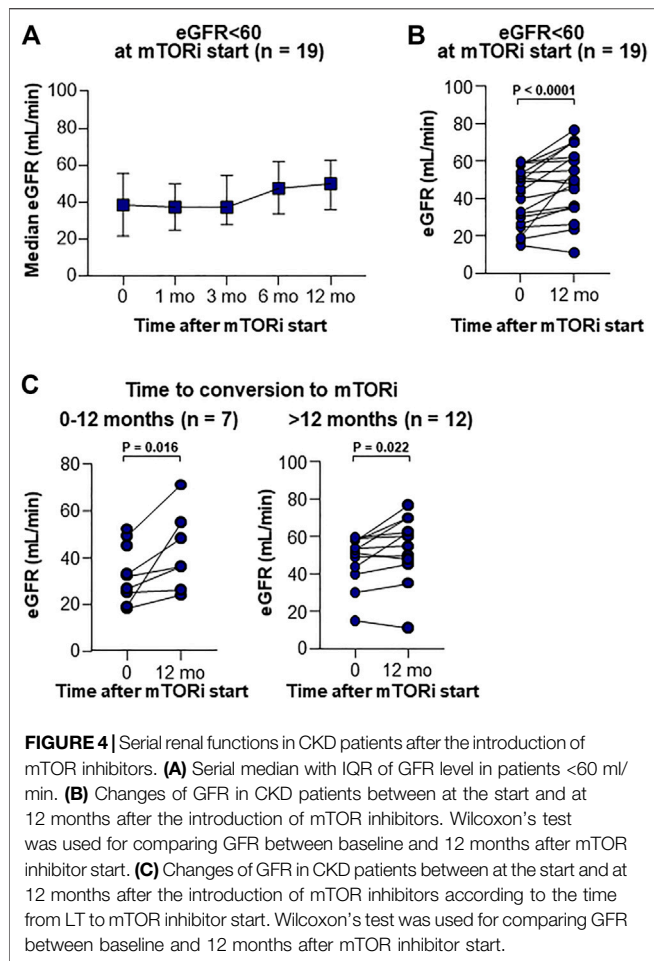 A
eGFR<60
at mTORi start (n = 19)
100
80
60
40
20
0
Median eGFR (mL/min)
0 1 mo 3 mo 6 mo 12 mo
Time after mTORi start
B
eGFR<60
at mTORi start (n = 19)
P < 0.0001
100
80
60
40
20
0
eGFR (mL/min)
0 12 mo
Time after mTORi start
C
Time to conversion to mTORi
0-12 months (n = 7)
P = 0.016
80
60
40
20
0
eGFR (mL/min)
0 12 mo
Time after mTORi start
>12 months (n = 12)
P = 0.022
100
80
60
40
20
0
eGFR (mL/min)
0 12 mo
Time after mTORi start
FIGURE 4 | Serial renal functions in CKD patients after the introduction of
mTOR inhibitors. (A) Serial median with IQR of GFR level in patients <60 ml/
min. (B) Changes of GFR in CKD patients between at the start and at
12 months after the introduction of mTOR inhibitors. Wilcoxon's test
was used for comparing GFR between baseline and 12 months after mTOR
inhibitor start. (C) Changes of GFR in CKD patients between at the start and at
12 months after the introduction of mTOR inhibitors according to the time
from LT to mTOR inhibitor start. Wilcoxon's test was used for comparing GFR
between baseline and 12 months after mTOR inhibitor start.